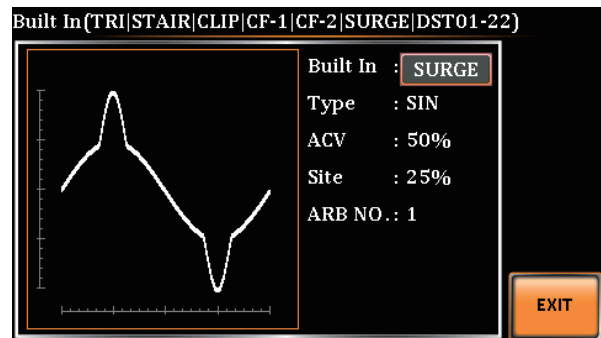 Built In(TRI|STAIR|CLIP|CF-1|CF-2|SURGE|DST01-22)
Built In : SURGE
Type : SIN
ACV : 50%
Site : 25%
ARB NO.: 1
EXIT